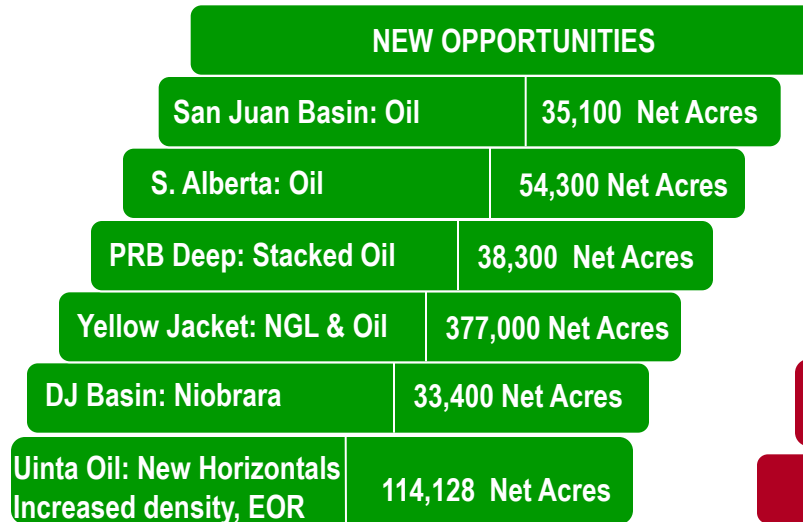 NEW OPPORTUNITIES
San Juan Basin: Oil 35,100 Net Acres
S. Alberta: Oil 54,300 Net Acres
PRB Deep: Stacked Oil 38,300 Net Acres
Yellow Jacket: NGL & Oil 377,000 Net Acres
DJ Basin: Niobrara 33,400 Net Acres
Uinta Oil: New Horizontals
Increased density, EOR 114,128 Net Acres